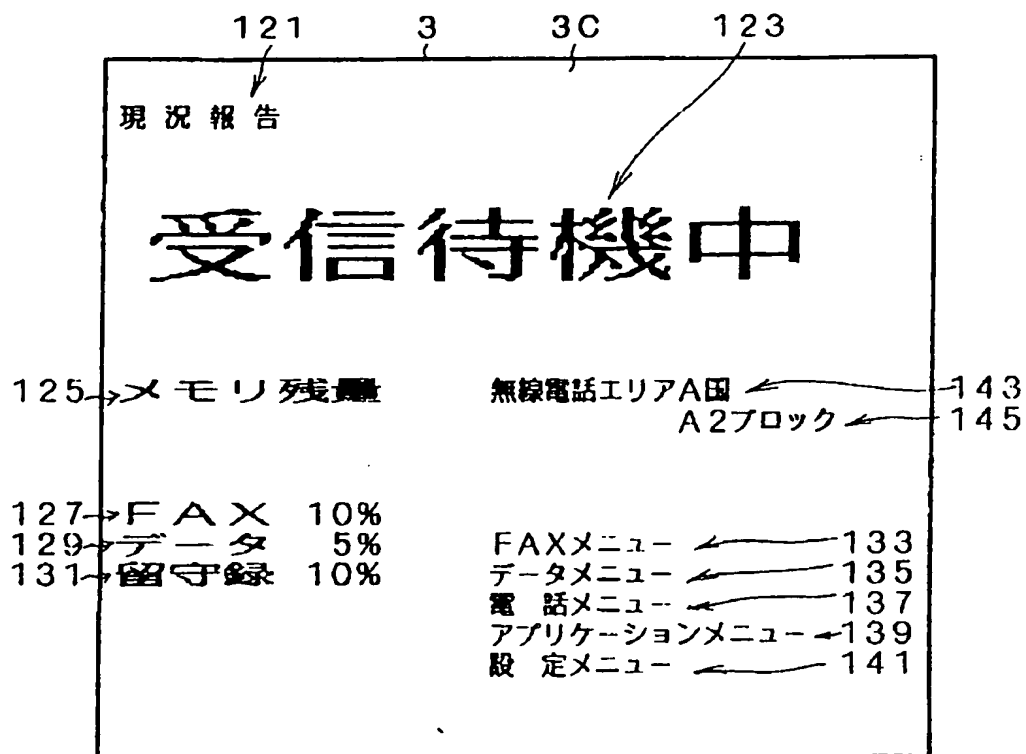 121 3 3C 123
現況報告
受信待機中
125 メモリ残量 無線電話エリアA国 143
A2ブロック 145
127 FAX 10%
129 データ 5% FAXメニュー 133
131 留守録 10% データメニュー 135
電 話メニュー 137
アプリケーションメニュー 139
設 定メニュー 141